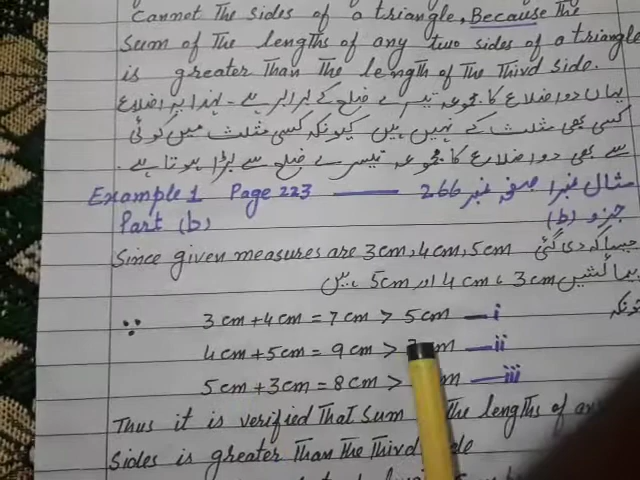 Cannot The sides of a triangle, Because The
sum of The lengths of any two sides of a triangle
is greater Than The length of The Third side.
یہاں دو اضلاع کا مجموعہ تیسرے ضلع کے برابر ہے۔ لہذا یہ اضلاع
کسی بھی مثلث کے نہیں ہیں کیونکہ کسی مثلث میں کوئی
سے بھی دو اضلاع کا مجموعہ تیسرے ضلع سے بڑا ہوتا ہے۔
Example 1 Page 223 — مثال نمبر 1 صفحہ نمبر 266
Part (b) جزو (b)
Since given measures are 3cm, 4cm, 5cm جیسا کہ دی گئی
پیمائشیں 3cm ، 4cm اور 5cm ہیں
∵ 3cm + 4cm = 7cm > 5cm — i چونکہ
4cm + 5cm = 9cm > m — ii
5cm + 3cm = 8cm > m — iii
Thus it is verified That sum The lengths of
sides is greater Than The Third